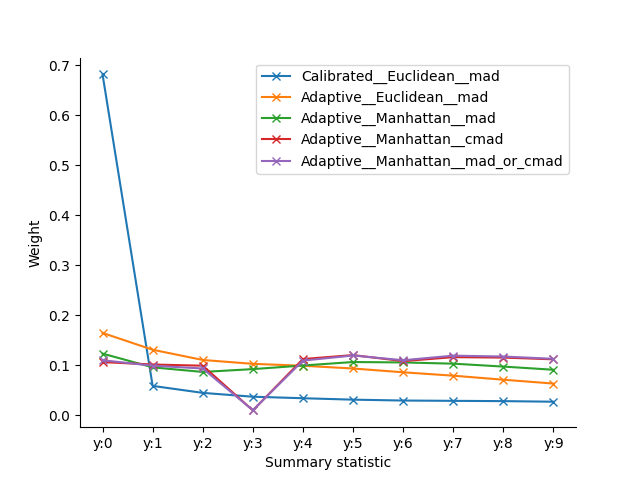 Calibrated__Euclidean__mad
Adaptive__Euclidean__mad
Adaptive__Manhattan__mad
Adaptive__Manhattan__cmad
Adaptive__Manhattan__mad_or_cmad
Weight
0.7
0.6
0.5
0.4
0.3
0.2
0.1
0.0
y:0 y:1 y:2 y:3 y:4 y:5 y:6 y:7 y:8 y:9
Summary statistic